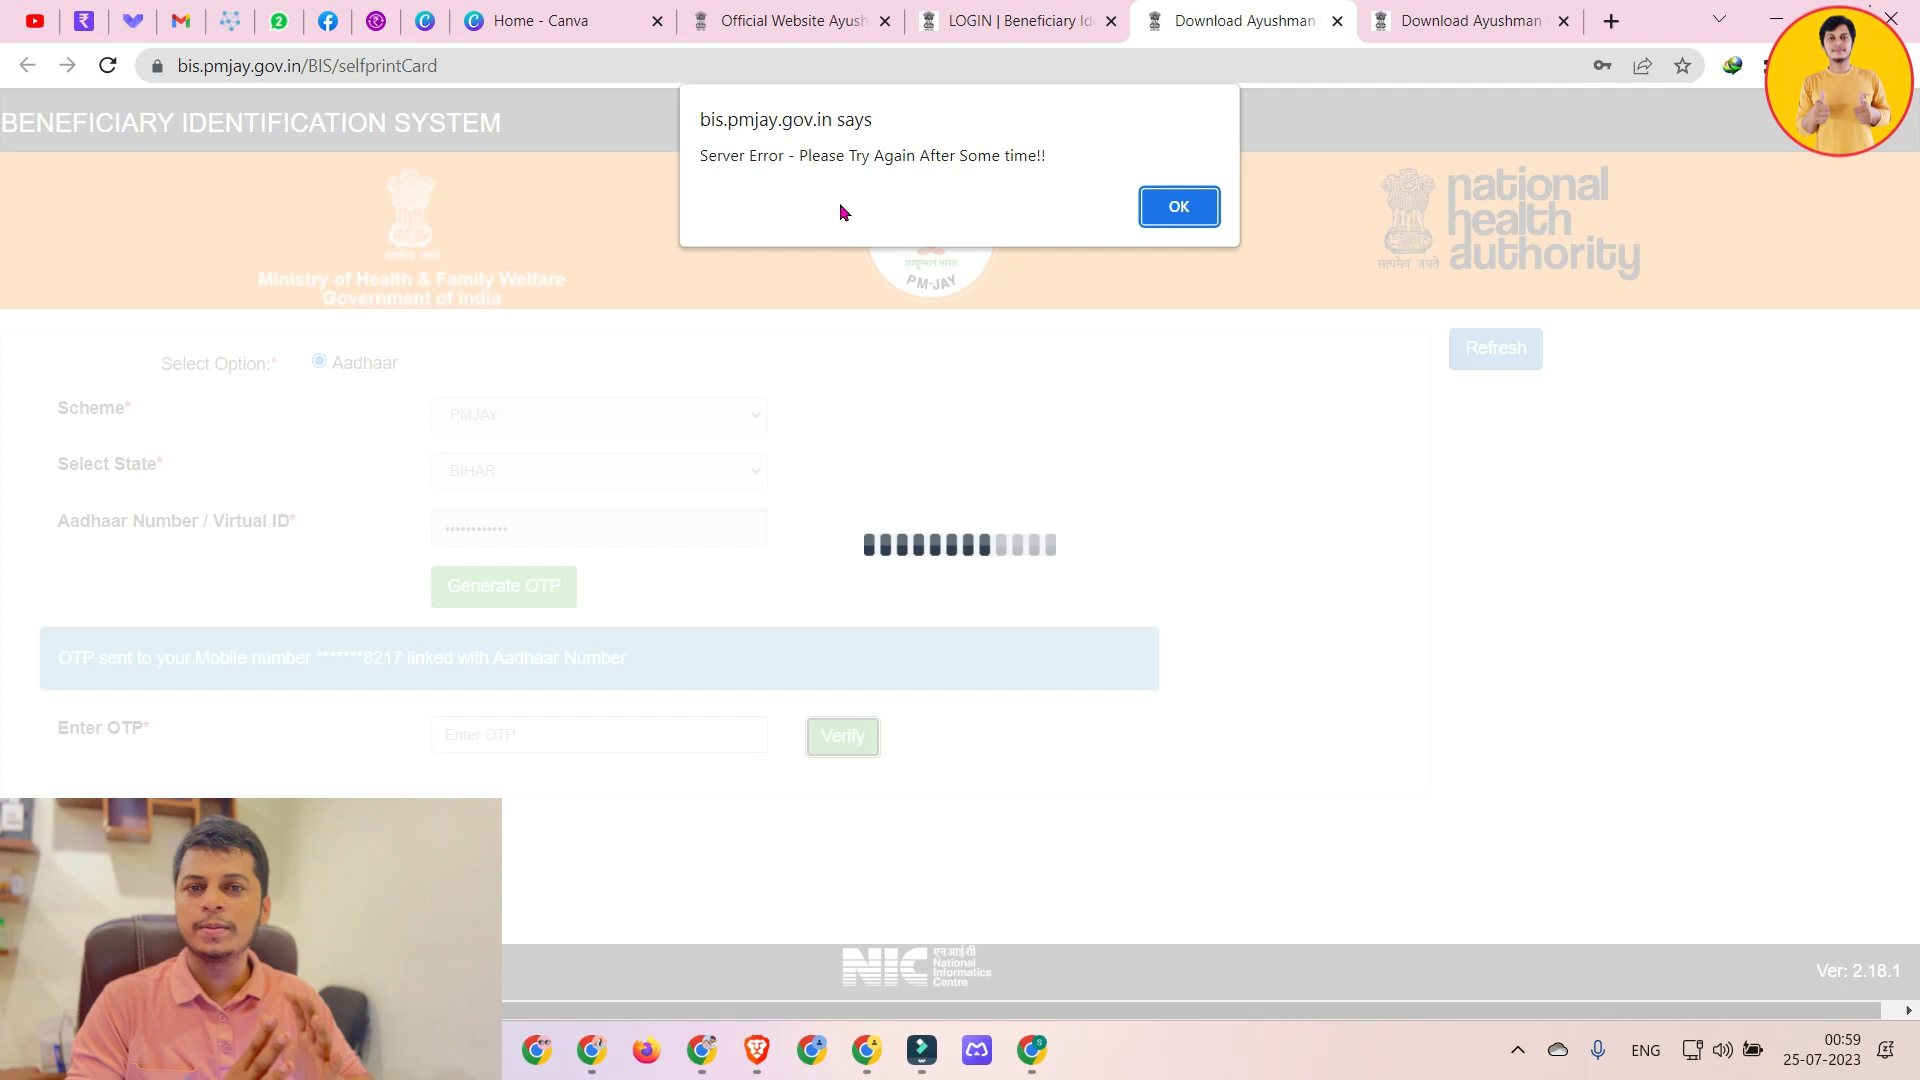 Home - Canva
Official Website Ayush
LOGIN | Beneficiary Id
Download Ayushman
Download Ayushman
bis.pmjay.gov.in/BIS/selfprintCard
BENEFICIARY IDENTIFICATION SYSTEM
bis.pmjay.gov.in says
Server Error - Please Try Again After Some time!!
OK
सत्यमेव जयते
Ministry of Health & Family Welfare
Government of India
आयुष्मान भारत
PM-JAY
सत्यमेव जयते
national
health
authority
Refresh
Select Option:*
Aadhaar
Scheme*
PMJAY
Select State*
BIHAR
Aadhaar Number / Virtual ID*
••••••••••••
Generate OTP
OTP sent to your Mobile number *******8217 linked with Aadhaar Number
Enter OTP*
Enter OTP
Verify
NIC
एन आई सी
National
Informatics
Centre
Ver: 2.18.1
ENG
00:59
25-07-2023